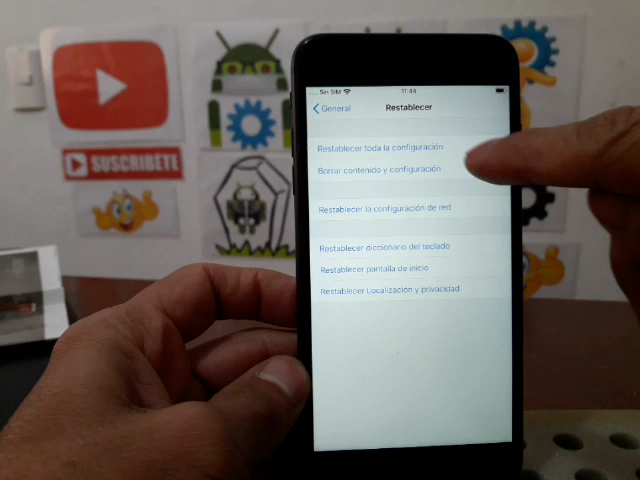 Sin SIM
11:44
General
Restablecer
Restablecer toda la configuración
Borrar contenido y configuración
Restablecer la configuración de red
Restablecer diccionario del teclado
Restablecer pantalla de inicio
Restablecer Localización y privacidad
SUSCRIBETE